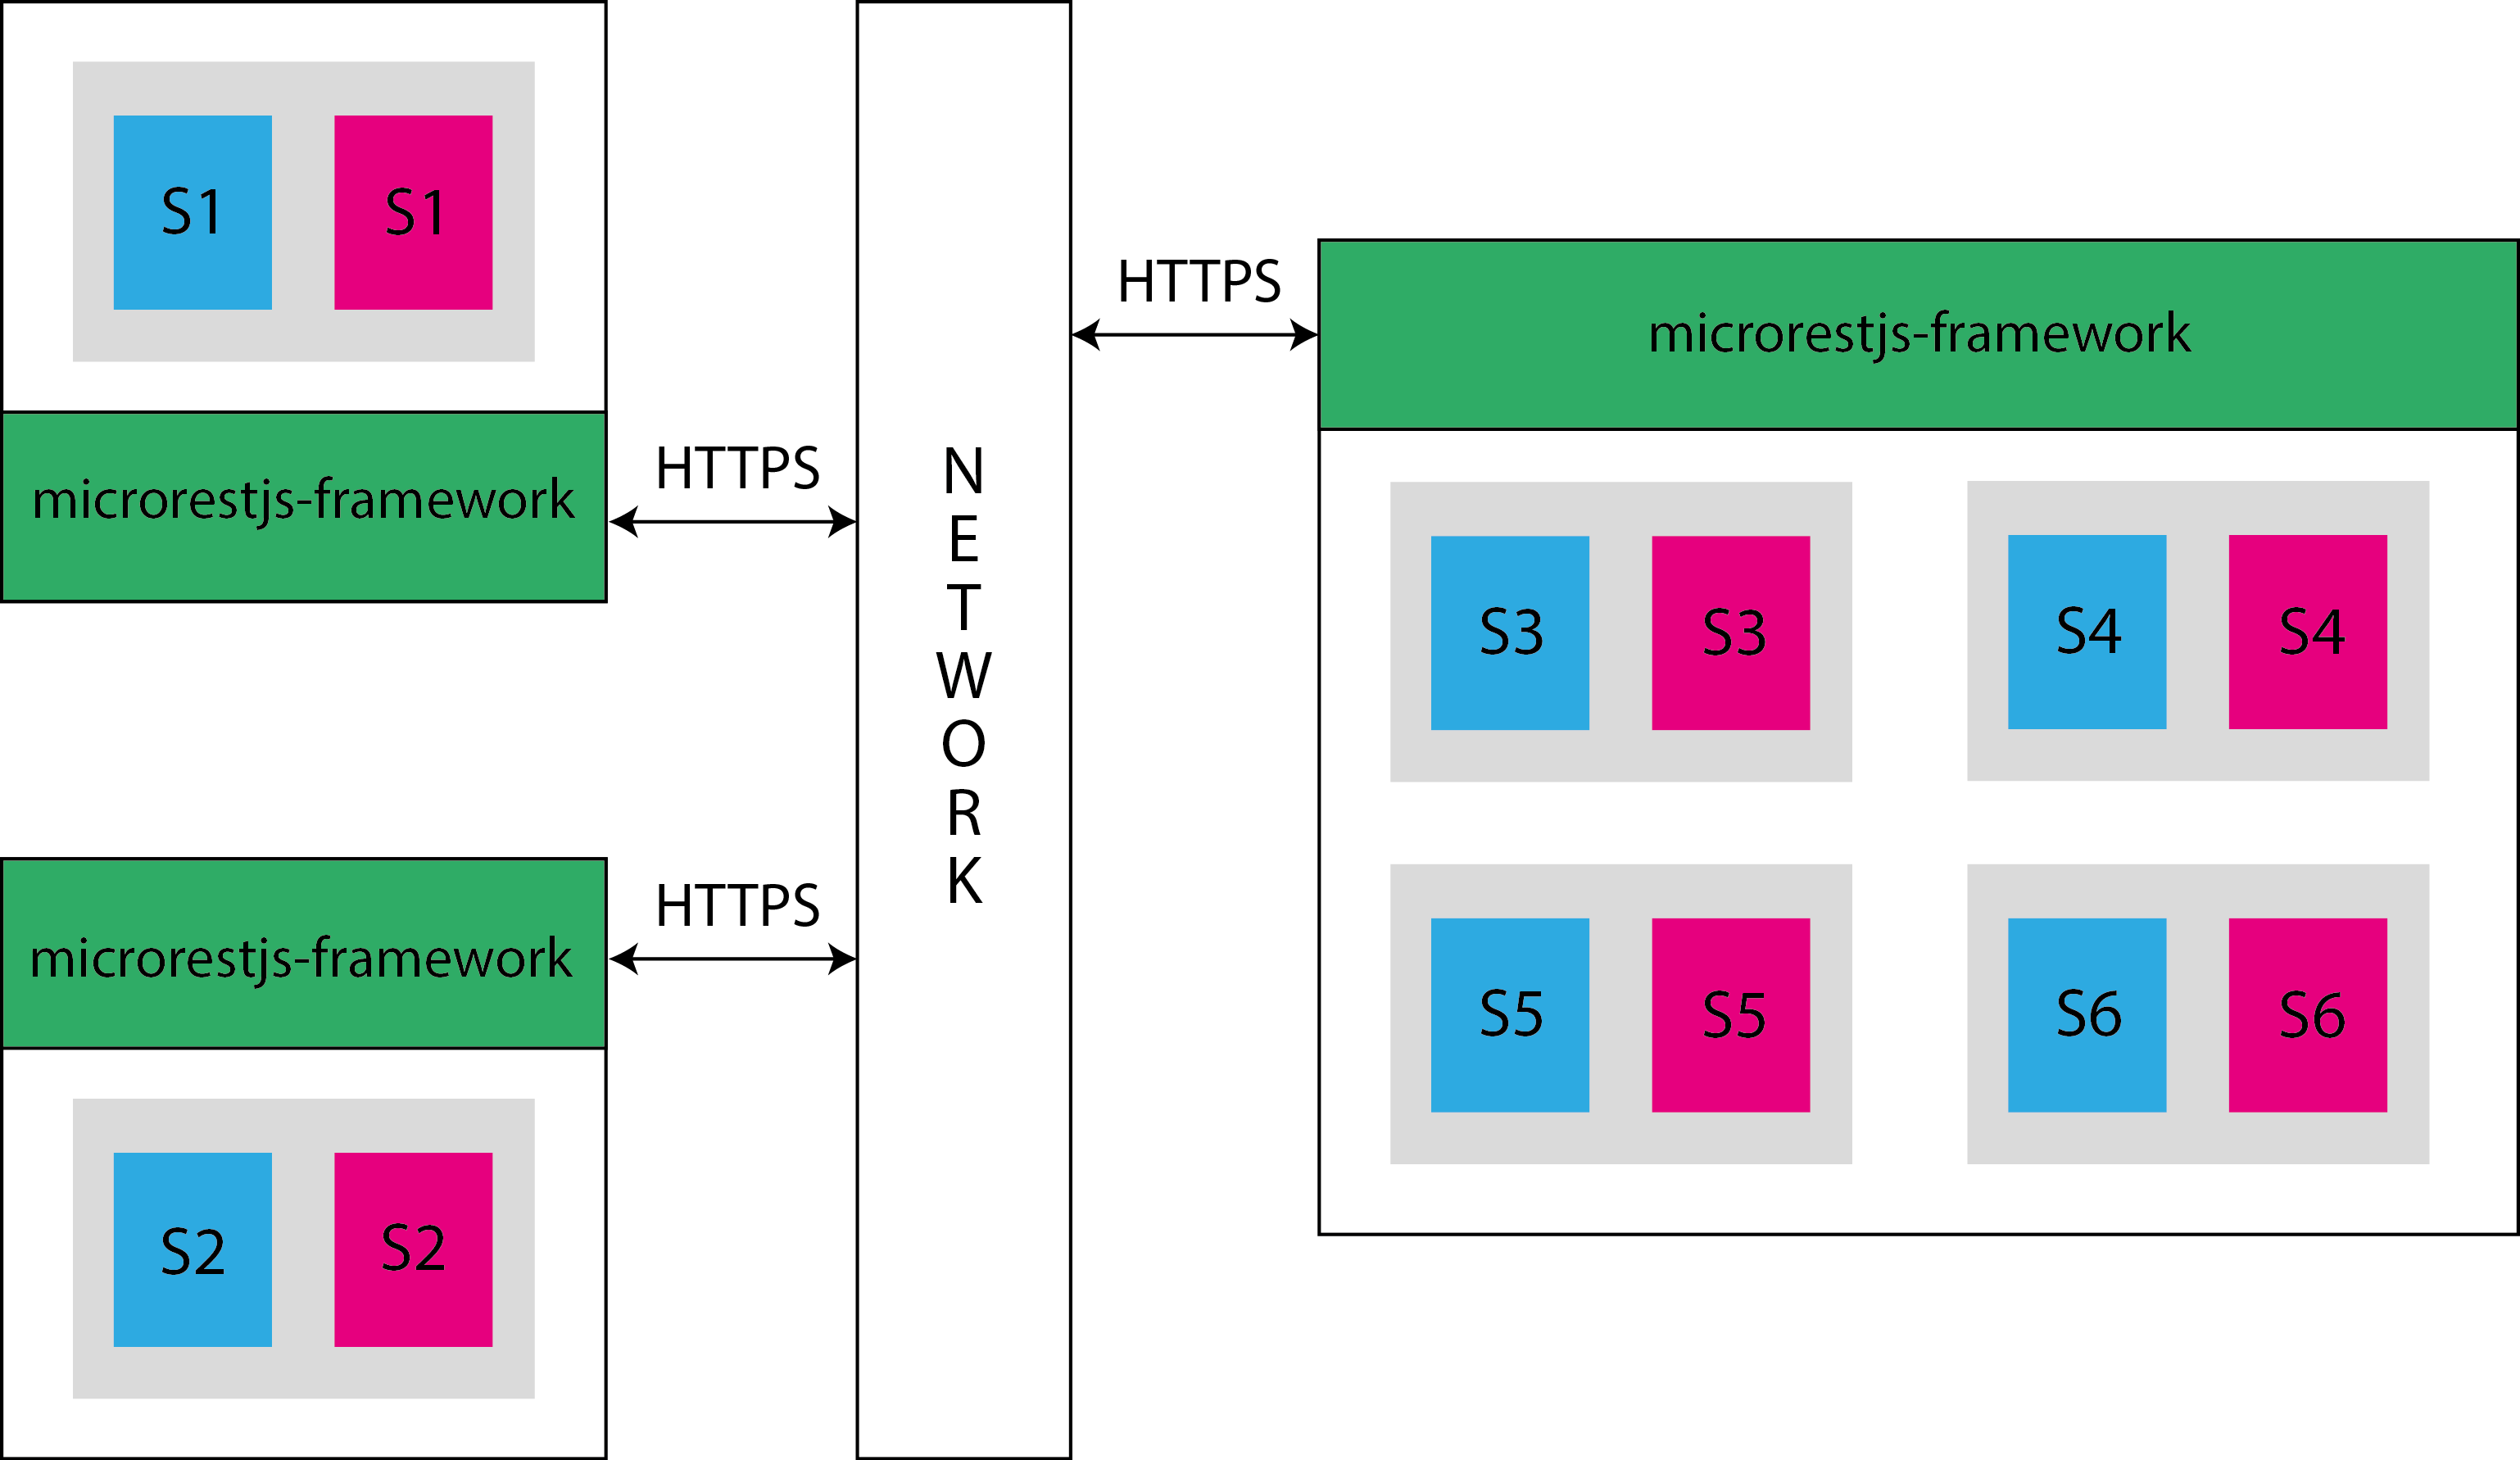 S1 S1
microrestjs-framework
HTTPS
microrestjs-framework
HTTPS
S2 S2
N
E
T
W
O
R
K
HTTPS
microrestjs-framework
S3 S3 S4 S4
S5 S5 S6 S6